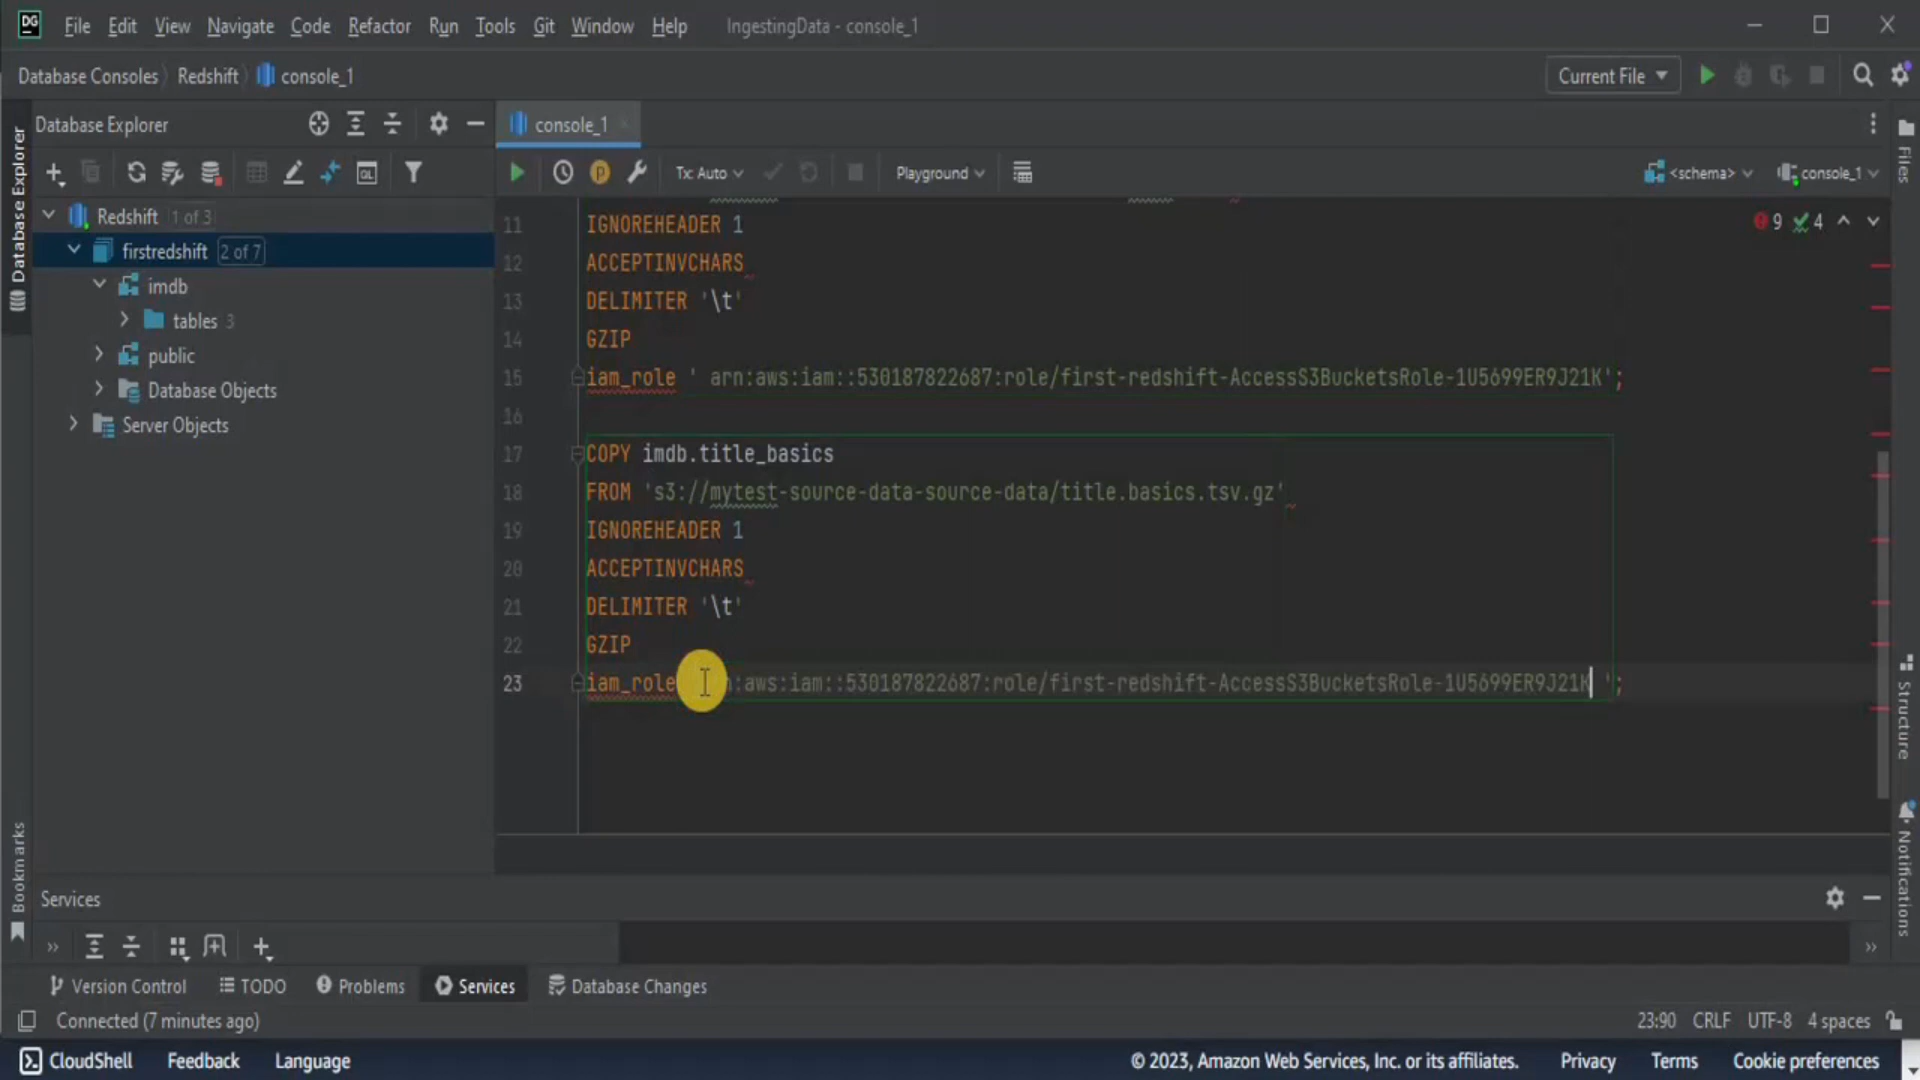 DG File Edit View Navigate Code Refactor Run Tools Git Window Help IngestingData - console_1
Database Consoles Redshift console_1 Current File
Database Explorer console_1
Tx: Auto Playground <schema> console_1
Redshift 1 of 3
firstredshift 2 of 7
imdb
tables 3
public
Database Objects
Server Objects
9 4
11 IGNOREHEADER 1
12 ACCEPTINVCHARS
13 DELIMITER '\t'
14 GZIP
15 iam_role ' arn:aws:iam::530187822687:role/first-redshift-AccessS3BucketsRole-1U5699ER9J21K';
16
17 COPY imdb.title_basics
18 FROM 's3://mytest-source-data-source-data/title.basics.tsv.gz'
19 IGNOREHEADER 1
20 ACCEPTINVCHARS
21 DELIMITER '\t'
22 GZIP
23 iam_role n:aws:iam::530187822687:role/first-redshift-AccessS3BucketsRole-1U5699ER9J21K ';
Database Explorer
Bookmarks
Files
Structure
Notifications
Services
Version Control TODO Problems Services Database Changes
Connected (7 minutes ago) 23:90 CRLF UTF-8 4 spaces
CloudShell Feedback Language © 2023, Amazon Web Services, Inc. or its affiliates. Privacy Terms Cookie preferences